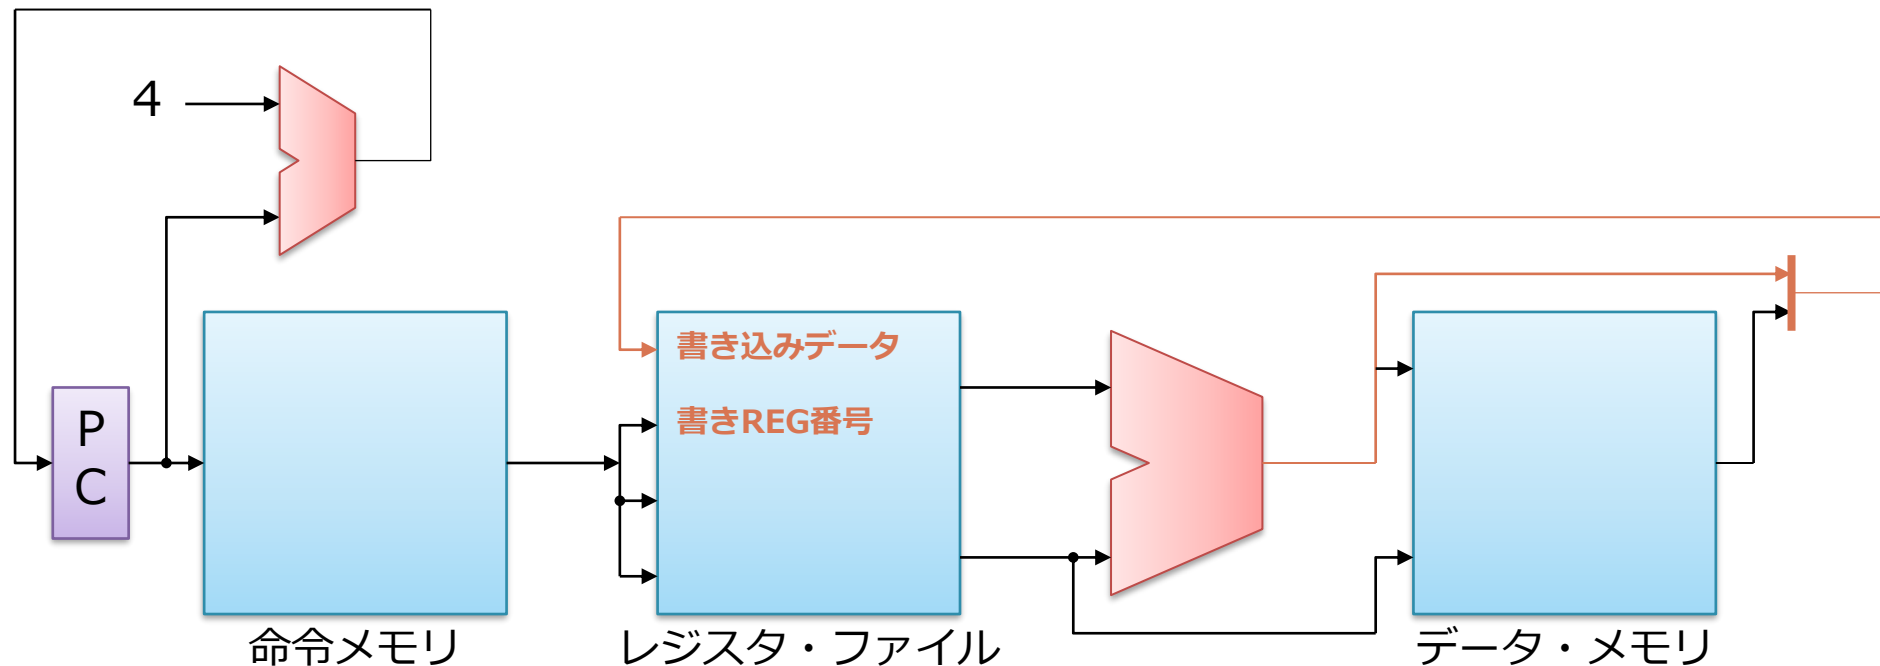 4
書き込みデータ
書きREG番号
P
C
命令メモリ
レジスタ・ファイル
データ・メモリ